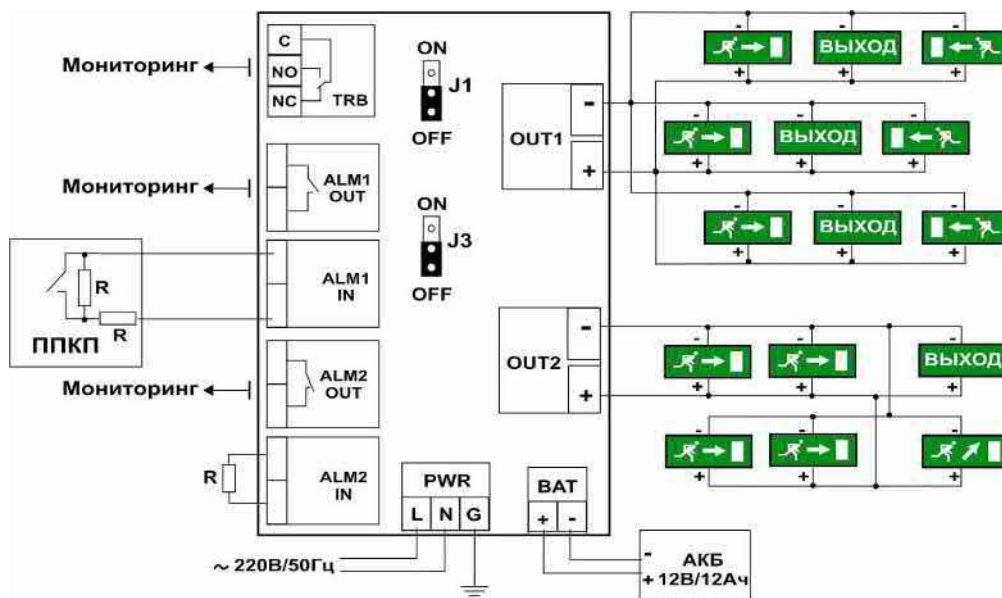 C
NO
NC
TRB
Мониторинг
ON
J1
OFF
OUT1
-
+
-
-
-
ВЫХОД
+
+
+
-
-
-
ВЫХОД
+
+
+
-
-
-
ВЫХОД
+
+
+
Мониторинг
ALM1
OUT
ON
J3
OFF
ALM1
IN
R
R
ППКП
OUT2
-
+
-
-
-
ВЫХОД
+
+
+
-
-
-
+
+
+
Мониторинг
ALM2
OUT
R
ALM2
IN
PWR
L N G
BAT
+ -
~ 220В/50Гц
- АКБ
+ 12В/12Ач